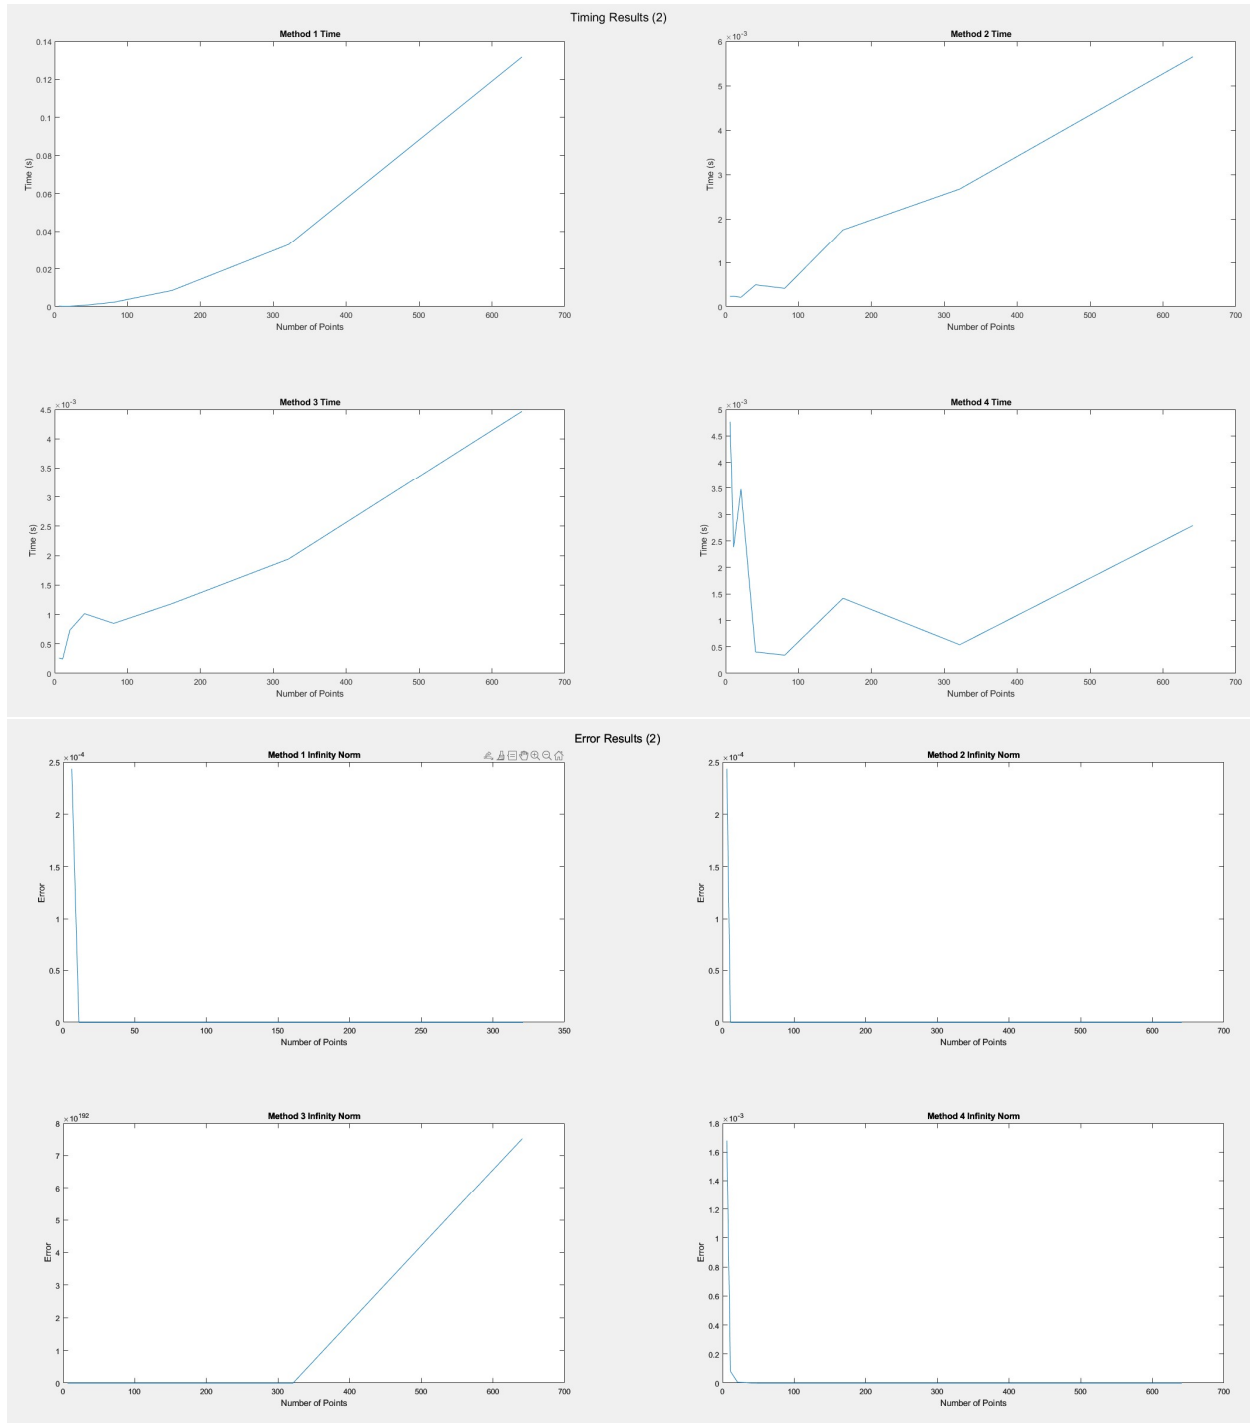 Timing Results (2)
Method 1 Time
0.14
0.12
0.1
0.08
0.06
0.04
0.02
0
Time (s)
0 100 200 300 400 500 600 700
Number of Points
Method 2 Time
×10-3
6
5
4
3
2
1
0
Time (s)
0 100 200 300 400 500 600 700
Number of Points
Method 3 Time
×10-3
4.5
4
3.5
3
2.5
2
1.5
1
0.5
0
Time (s)
0 100 200 300 400 500 600 700
Number of Points
Method 4 Time
×10-3
5
4.5
4
3.5
3
2.5
2
1.5
1
0.5
0
Time (s)
0 100 200 300 400 500 600 700
Number of Points
Error Results (2)
Method 1 Infinity Norm
×10-4
2.5
2
1.5
1
0.5
0
Error
0 50 100 150 200 250 300 350
Number of Points
Method 2 Infinity Norm
×10-4
2.5
2
1.5
1
0.5
0
Error
0 100 200 300 400 500 600 700
Number of Points
Method 3 Infinity Norm
×10192
8
7
6
5
4
3
2
1
0
Error
0 100 200 300 400 500 600 700
Number of Points
Method 4 Infinity Norm
×10-3
1.8
1.6
1.4
1.2
1
0.8
0.6
0.4
0.2
0
Error
0 100 200 300 400 500 600 700
Number of Points